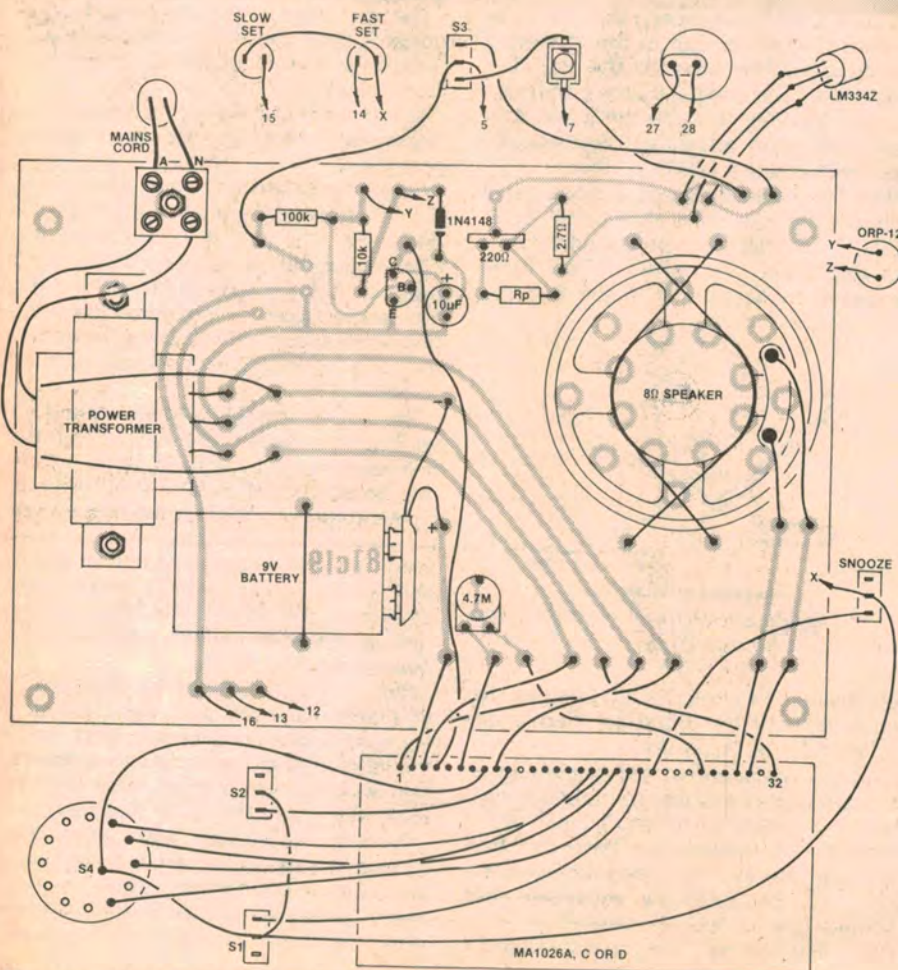 SLOW SET
FAST SET
S3
15
14
X
5
7
27
28
LM334Z
MAINS CORD
A
N
100k
Y
Z
1N4148
10k
B
E
+
10μF
220Ω
2.7Ω
Rp
ORP-12
Y
Z
POWER TRANSFORMER
8Ω SPEAKER
-
+
9V BATTERY
81cl9
4.7M
SNOOZE
X
16
13
12
1
32
S2
S4
S1
MA1026A, C OR D